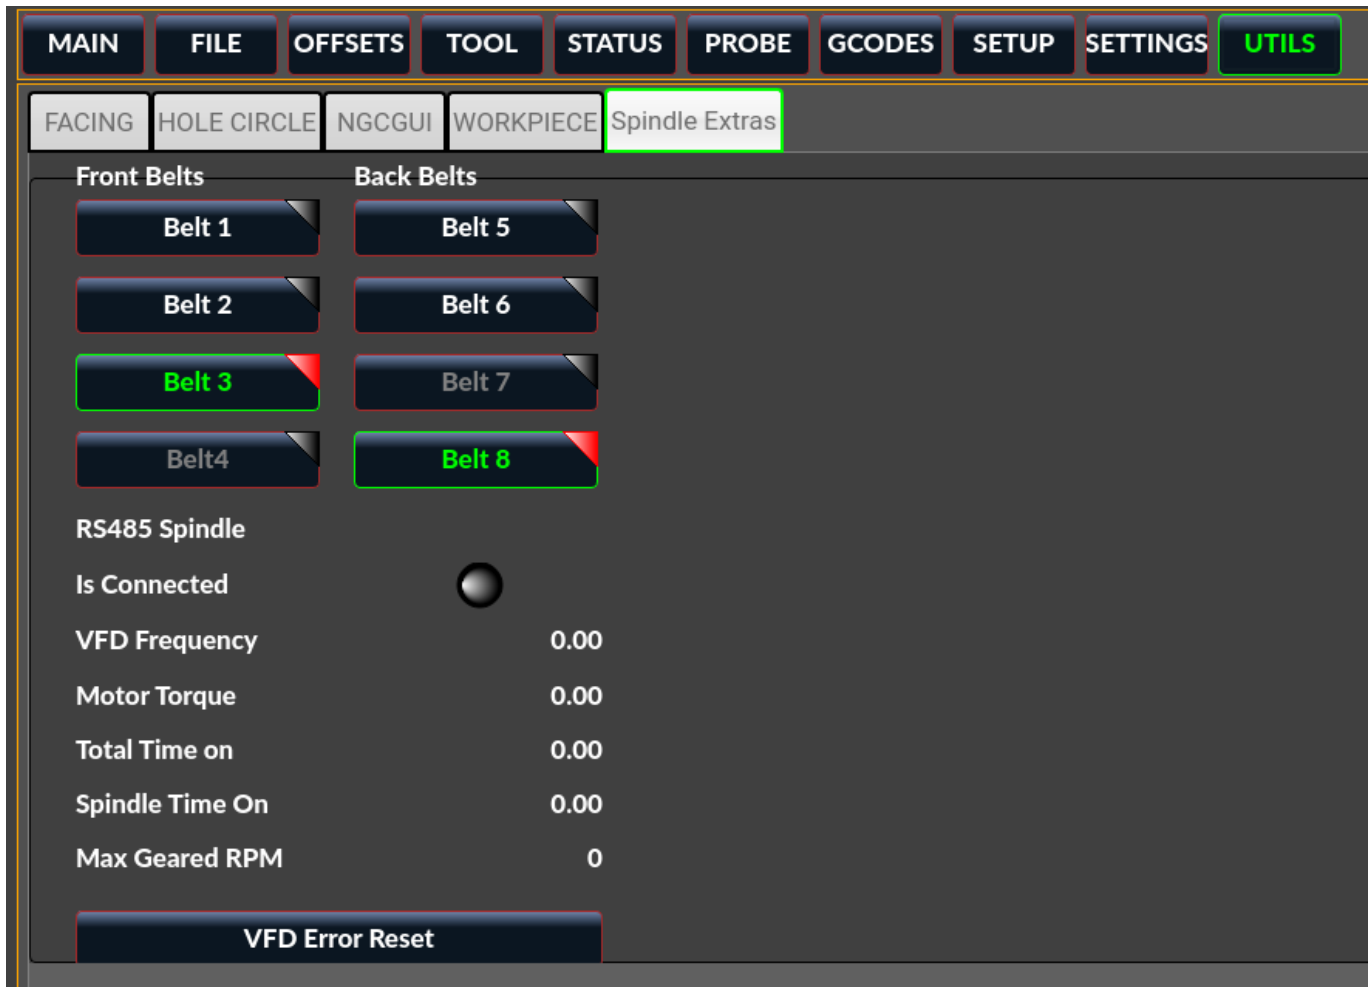 MAIN FILE OFFSETS TOOL STATUS PROBE GCODES SETUP SETTINGS UTILS
FACING HOLE CIRCLE NGCGUI WORKPIECE Spindle Extras
Front Belts Back Belts
Belt 1 Belt 5
Belt 2 Belt 6
Belt 3 Belt 7
Belt4 Belt 8
RS485 Spindle
Is Connected
VFD Frequency 0.00
Motor Torque 0.00
Total Time on 0.00
Spindle Time On 0.00
Max Geared RPM 0
VFD Error Reset